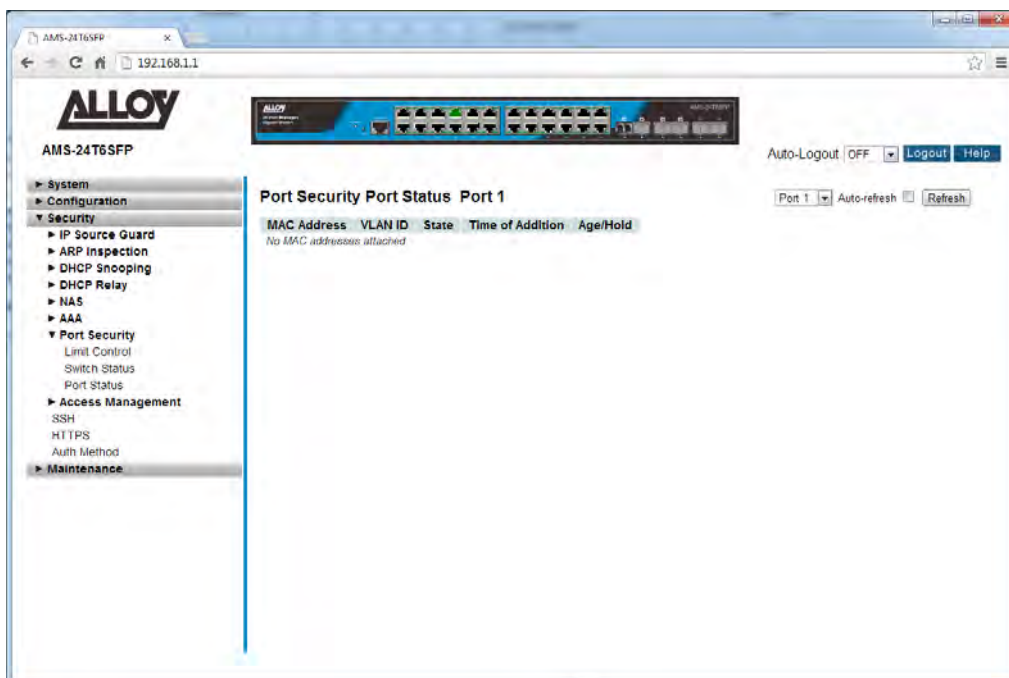 AMS-24T6SFP
192.168.1.1
ALLOY
AMS-24T6SFP
ALLOY
AMS-24T6SFP
Auto-Logout OFF Logout Help
System
Configuration
Security
IP Source Guard
ARP Inspection
DHCP Snooping
DHCP Relay
NAS
AAA
Port Security
Limit Control
Switch Status
Port Status
Access Management
SSH
HTTPS
Auth Method
Maintenance
Port Security Port Status Port 1
Port 1 Auto-refresh Refresh
MAC Address VLAN ID State Time of Addition Age/Hold
No MAC addresses attached